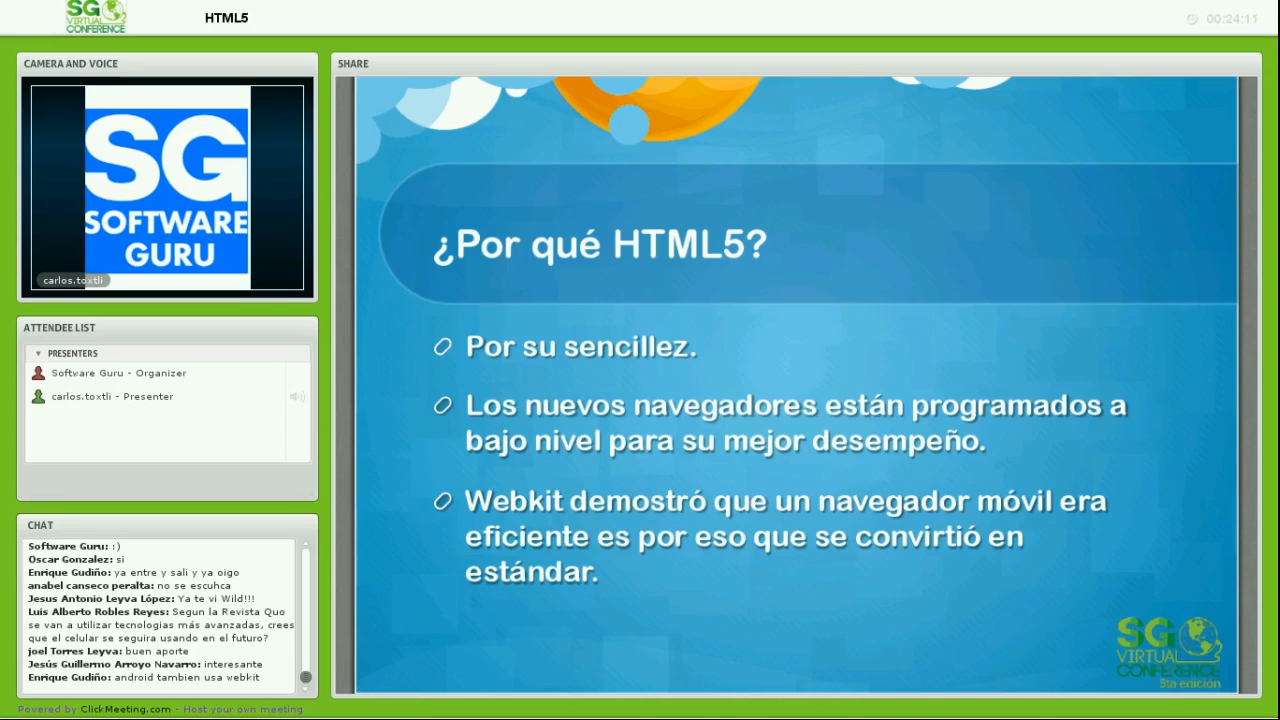 SG
VIRTUAL
CONFERENCE
HTML5
00:24:11
CAMERA AND VOICE
SG
SOFTWARE
GURU
carlos.toxtli
ATTENDEE LIST
PRESENTERS
Software Guru - Organizer
carlos.toxtli - Presenter
CHAT
Software Guru: :)
Oscar Gonzalez: si
Enrique Gudiño: ya entre y sali y ya oigo
anabel canseco peralta: no se escuhca
Jesus Antonio Leyva López: Ya te vi Wild!!!
Luis Alberto Robles Reyes: Segun la Revista Quo
se van a utilizar tecnologias más avanzadas, crees
que el celular se seguira usando en el futuro?
joel Torres Leyva: buen aporte
Jesús Guillermo Arroyo Navarro: interesante
Enrique Gudiño: android tambien usa webkit
Powered by ClickMeeting.com - Host your own meeting
SHARE
¿Por qué HTML5?
Por su sencillez.
Los nuevos navegadores están programados a
bajo nivel para su mejor desempeño.
Webkit demostró que un navegador móvil era
eficiente es por eso que se convirtió en
estándar.
SG
VIRTUAL
CONFERENCE
8ta edición